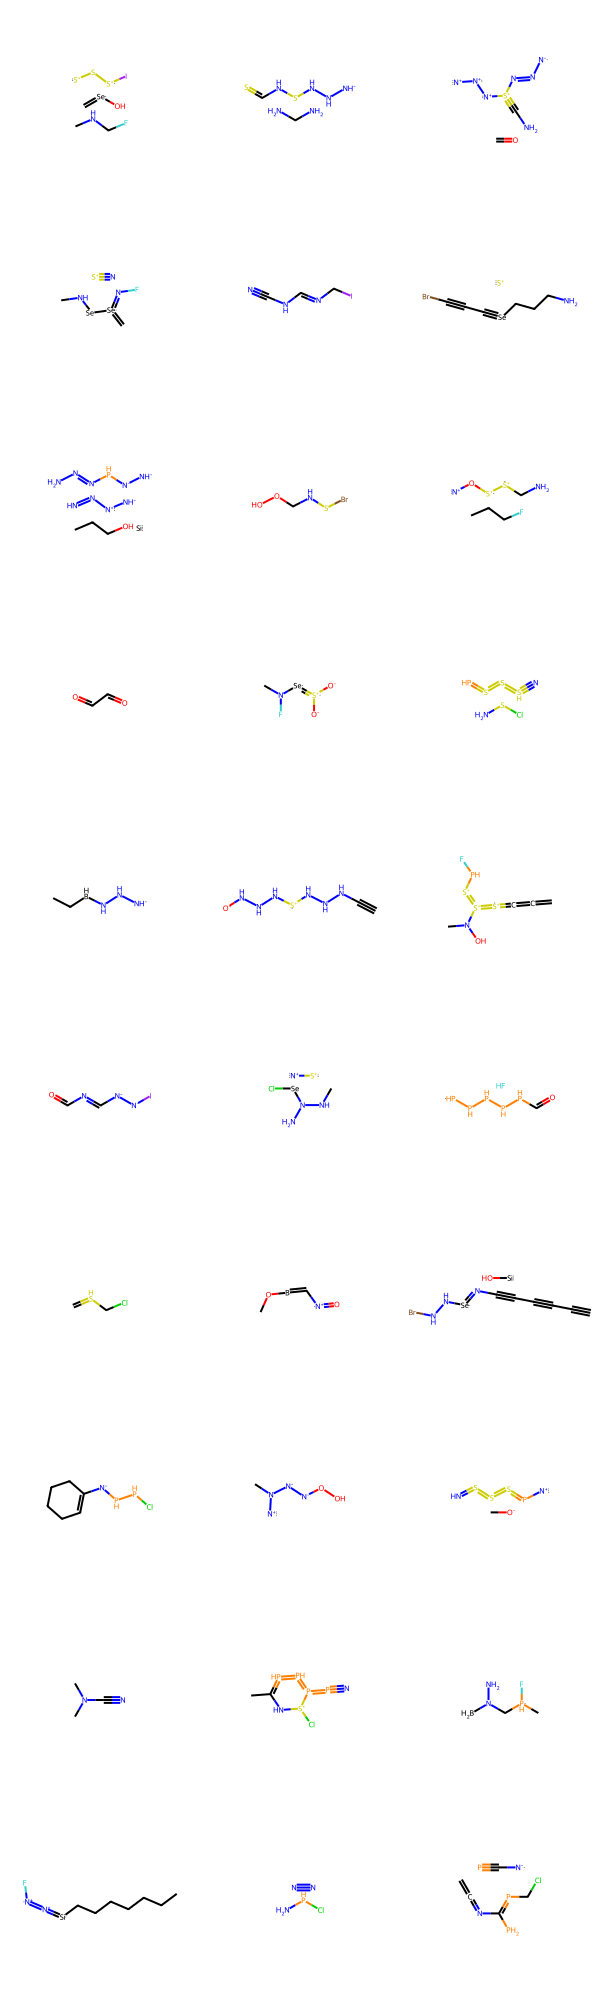 S S S I
Se OH
H N F
S H N S H N N H NH
H₂N NH₂
N⁺ N N⁺ S N N N NH₂
O
S N
NH Se Se N F
N N H N I
S⁺
Br Se NH₂
H₂N N N P H N NH
HN N N NH
OH Si
HO O H N S Br
N⁺ O S S NH₂
F
O O
N F Se S O⁻ O⁻
HP S S S H N
H₂N S Cl
H B N H H N NH
O H N N H H N S H N N H H N
F PH S S S C C N OH
O N N N I
N⁺ S
Cl Se N NH H₂N
HF
HP P H H P P H H P O
H S Cl
O B N O
HO Si
Br N H H N Se N
N P H H P Cl
N N N N O OH
HN S S S P N
O⁻
N N
HP PH P P N HN S Cl
NH₂ H₂B N F P H
F N N Si
N N
H₂N H P Cl
P N
C N P Cl PH₂